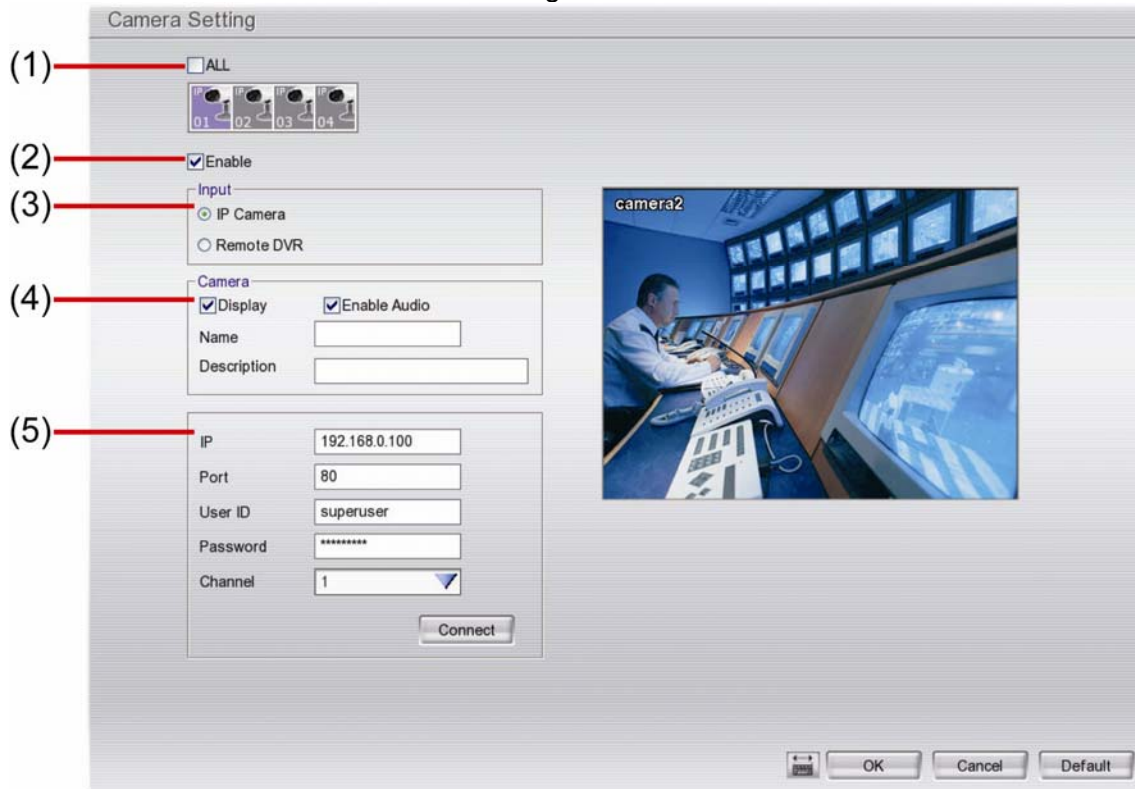 Camera Setting
(1)
ALL
IP IP IP IP
01 02 03 04
(2)
Enable
(3)
Input
IP Camera
Remote DVR
camera2
(4)
Camera
Display Enable Audio
Name
Description
(5)
IP 192.168.0.100
Port 80
User ID superuser
Password *********
Channel 1
Connect
OK Cancel Default